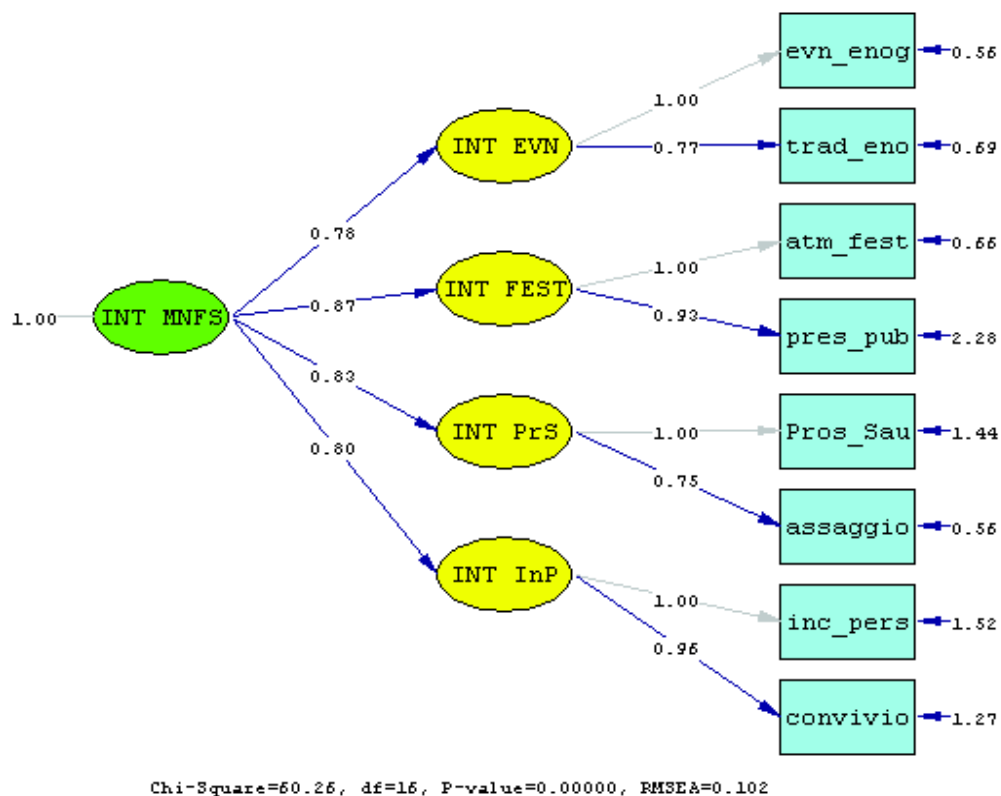 evn_enog 0.56
1.00
INT EVN 0.77 trad_eno 0.69
0.78
atm_fest 0.66
1.00
INT FEST
0.87
0.93
1.00 INT MNFS
pres_pub 2.28
0.83
INT PrS 1.00 Pros_Sau 1.44
0.80
0.75
assaggio 0.56
INT InP
1.00
inc_pers 1.52
0.96
convivio 1.27
Chi-Square=60.26, df=16, P-value=0.00000, RMSEA=0.102